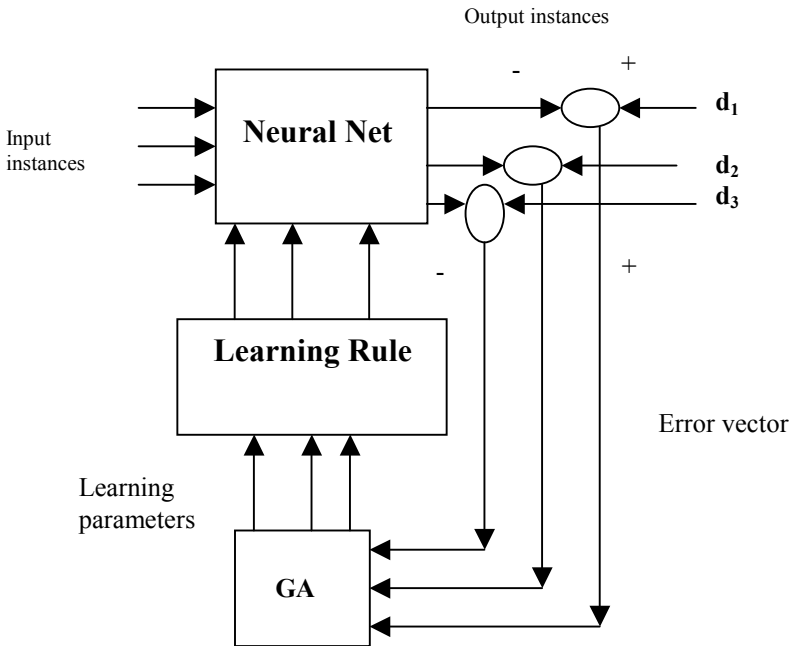 Output instances
- +
Neural Net
d₁
Input
instances
d₂
d₃
- +
Learning Rule
Error vector
Learning
parameters
GA